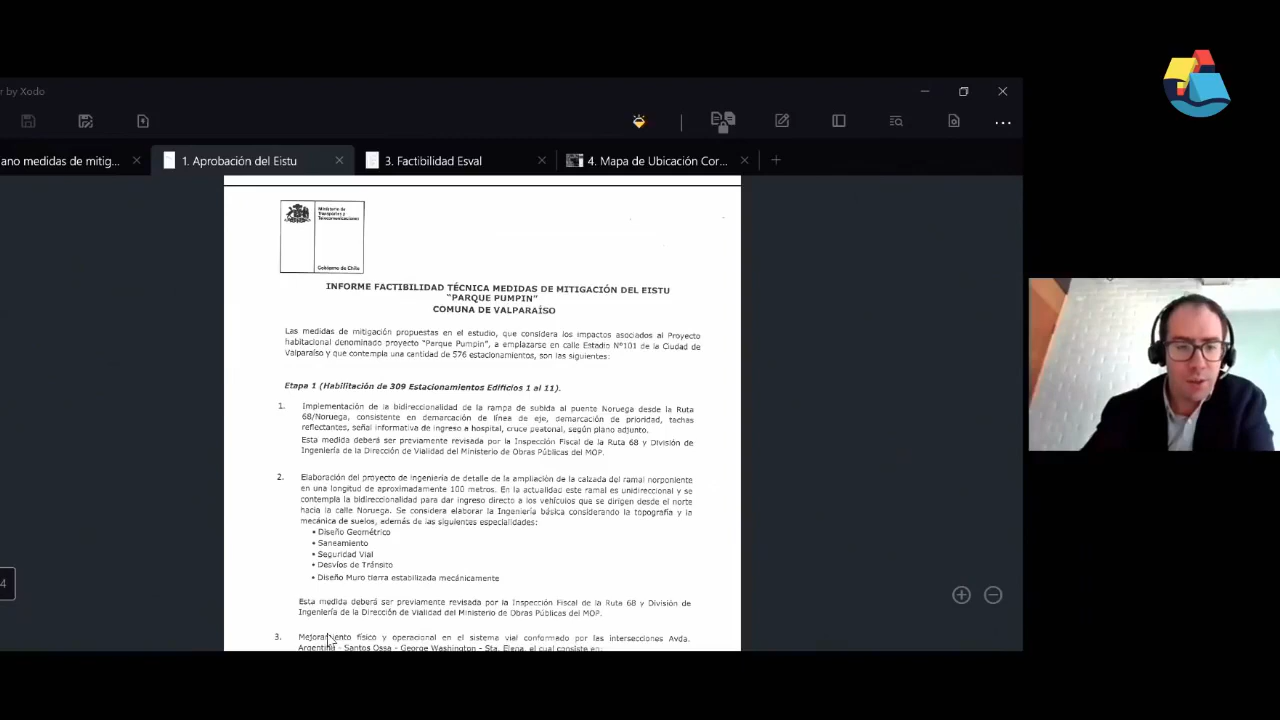 r by Xodo
ano medidas de mitig...
1. Aprobación del Eistu
3. Factibilidad Esval
4. Mapa de Ubicación Cor...
Ministerio de
Transportes y
Telecomunicaciones
Gobierno de Chile
INFORME FACTIBILIDAD TÉCNICA MEDIDAS DE MITIGACIÓN DEL EISTU
"PARQUE PUMPIN"
COMUNA DE VALPARAÍSO
Las medidas de mitigación propuestas en el estudio, que considera los impactos asociados al Proyecto
habitacional denominado proyecto "Parque Pumpin", a emplazarse en calle Estadio Nº101 de la Ciudad de
Valparaíso y que contempla una cantidad de 576 estacionamientos, son las siguientes:
Etapa 1 (Habilitación de 309 Estacionamientos Edificios 1 al 11).
1. Implementación de la bidireccionalidad de la rampa de subida al puente Noruega desde la Ruta
68/Noruega, consistente en demarcación de línea de eje, demarcación de prioridad, tachas
reflectantes, señal informativa de ingreso a hospital, cruce peatonal, según plano adjunto.
Esta medida deberá ser previamente revisada por la Inspección Fiscal de la Ruta 68 y División de
Ingeniería de la Dirección de Vialidad del Ministerio de Obras Públicas del MOP.
2. Elaboración del proyecto de ingeniería de detalle de la ampliación de la calzada del ramal norponiente
en una longitud de aproximadamente 100 metros. En la actualidad este ramal es unidireccional y se
contempla la bidireccionalidad para dar ingreso directo a los vehículos que se dirigen desde el norte
hacia la calle Noruega. Se considera elaborar la Ingeniería básica considerando la topografía y la
mecánica de suelos, además de las siguientes especialidades:
• Diseño Geométrico
• Saneamiento
• Seguridad Vial
• Desvíos de Tránsito
• Diseño Muro tierra estabilizada mecánicamente
Esta medida deberá ser previamente revisada por la Inspección Fiscal de la Ruta 68 y División de
Ingeniería de la Dirección de Vialidad del Ministerio de Obras Públicas del MOP.
4
3. Mejoramiento físico y operacional en el sistema vial conformado por las intersecciones Avda.
Argentina - Santos Ossa - George Washington - Sta. Elena, el cual consiste en: